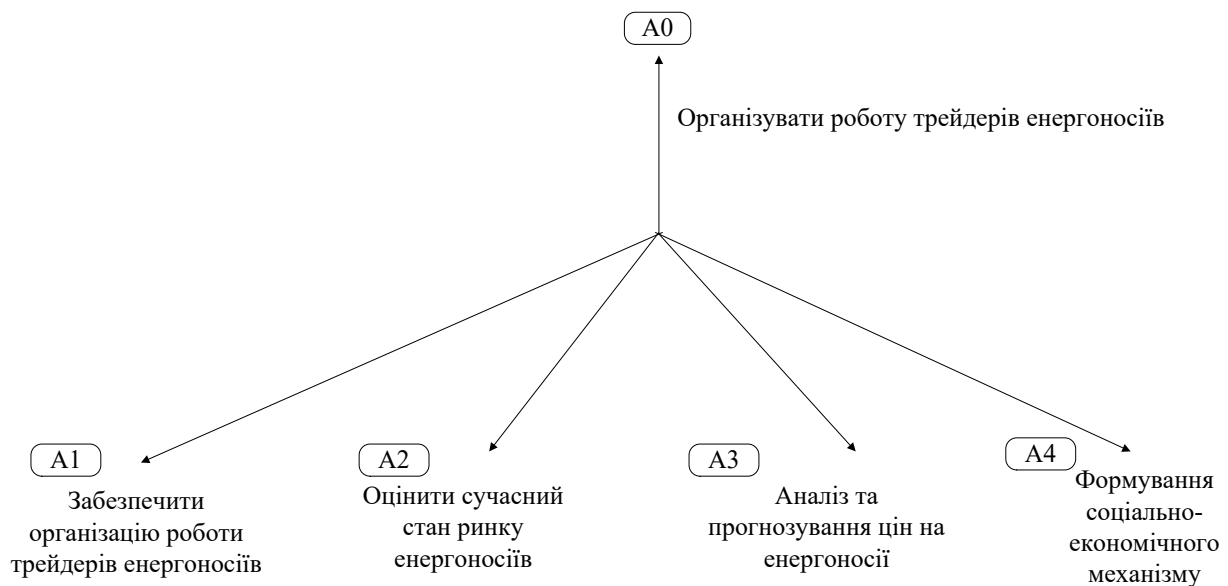 A0
Організувати роботу трейдерів енергоносіїв
A1
Забезпечити
організацію роботи
трейдерів енергоносіїв
A2
Оцінити сучасний
стан ринку
енергоносіїв
A3
Аналіз та
прогнозування цін на
енергоносії
A4
Формування
соціально-
економічного
механізму